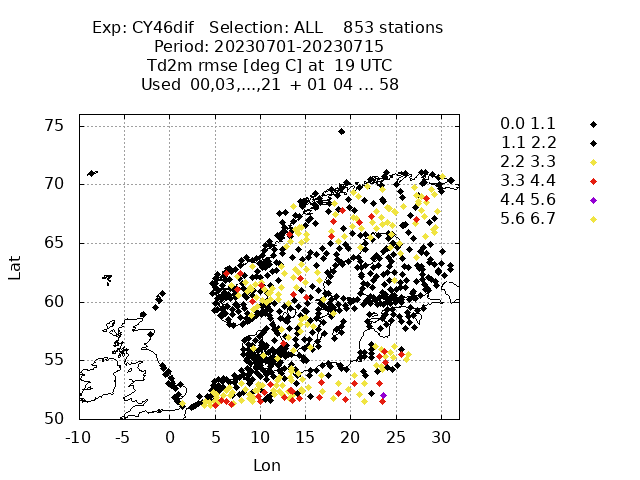 Exp: CY46dif   Selection: ALL    853 stations
Period: 20230701-20230715
Td2m rmse [deg C] at  19 UTC
Used  00,03,...,21  + 01 04 ... 58
0.0 1.1
1.1 2.2
2.2 3.3
3.3 4.4
4.4 5.6
5.6 6.7
75
70
65
60
55
50
Lat
-10 -5 0 5 10 15 20 25 30
Lon